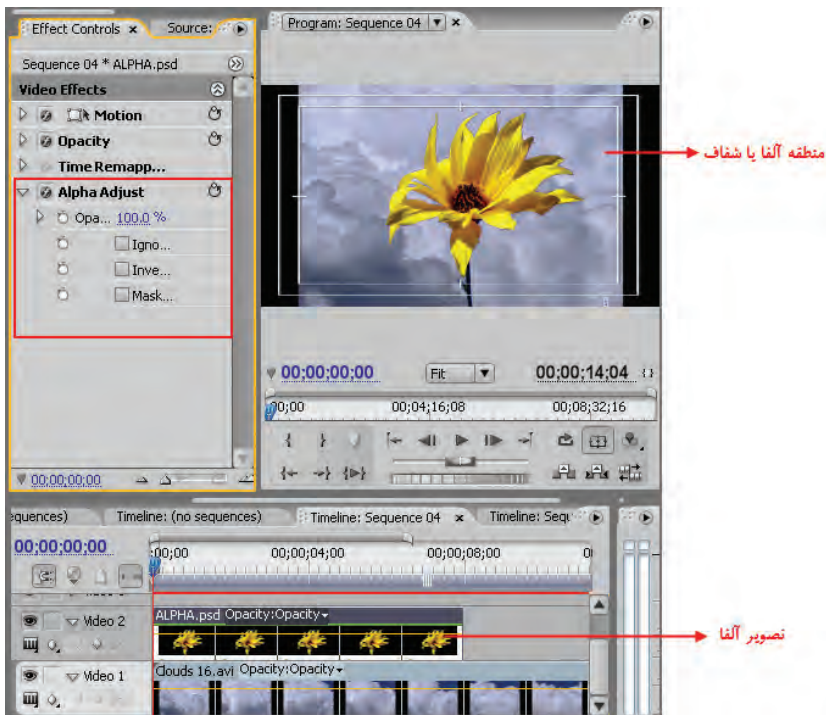 Effect Controls x Source:
Sequence 04 * ALPHA.psd
Video Effects
Motion
Opacity
Time Remapp...
Alpha Adjust
Opa... 100.0 %
Igno...
Inve...
Mask...
00;00;00;00
Program: Sequence 04 x
منطقه آلفا یا شفاف
00;00;00;00 Fit 00;00;14;04
00;00 00;04;16;08 00;08;32;16
equences) Timeline: (no sequences) Timeline: Sequence 04 x Timeline: Sequ
00;00;00;00
;00;00 00;00;04;00 00;00;08;00
Video 2
ALPHA.psd Opacity:Opacity
تصویر آلفا
Video 1
Clouds 16.avi Opacity:Opacity